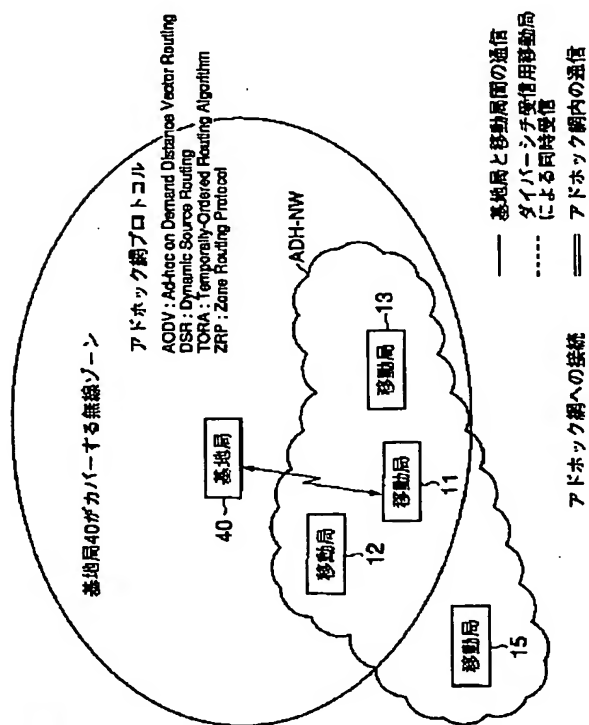 基地局40がカバーする無線ゾーン
アドホック網プロトコル
AODV : Ad-hoc on Demand Distance Vector Routing
DSR : Dynamic Source Routing
TORA : Temporally-Ordered Routing Algorithm
ZRP : Zone Routing Protocol
ADH-NW
基地局
40
移動局
13
移動局
11
移動局
12
移動局
15
基地局と移動局間の通信
ダイバーシチ受信用移動局
による同時受信
アドホック網内の通信
アドホック網への接続